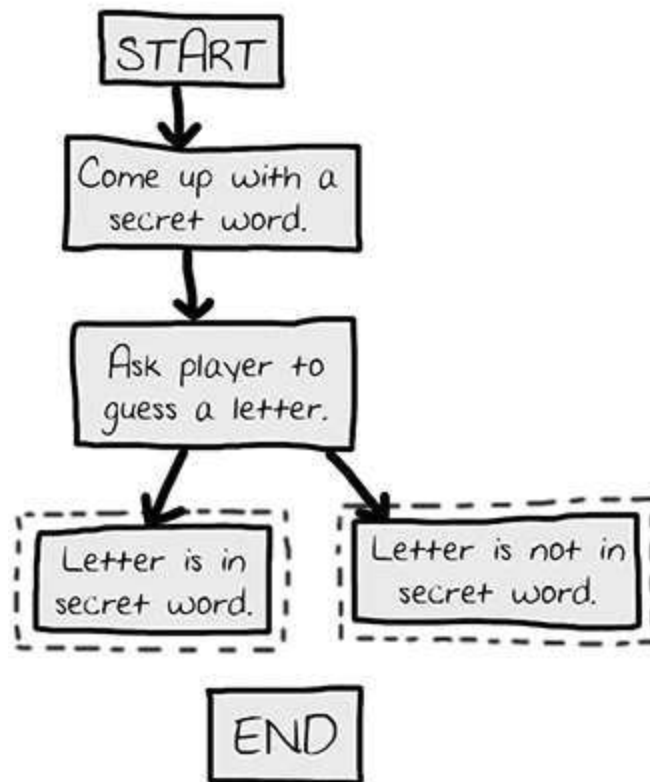 START
Come up with a
secret word.
Ask player to
guess a letter.
Letter is in
secret word.
Letter is not in
secret word.
END